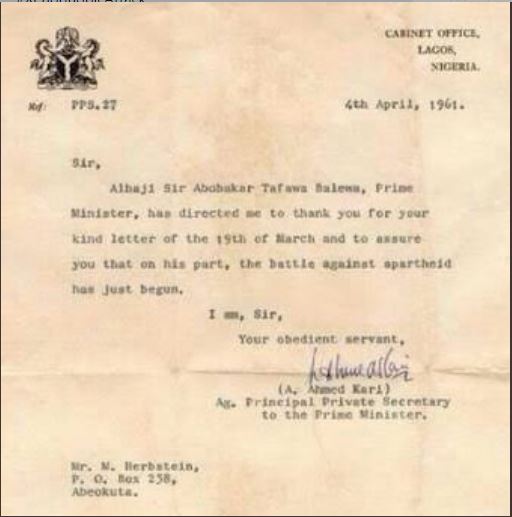 CABINET OFFICE,
LAGOS,
NIGERIA.
Ref: PPS.27
4th April, 1961.
Sir,
Alhaji Sir Abubakar Tafawa Balewa, Prime
Minister, has directed me to thank you for your
kind letter of the 19th of March and to assure
you that on his part, the battle against apartheid
has just begun.
I am, Sir,
Your obedient servant,
(A. Ahmed Kari)
Ag. Principal Private Secretary
to the Prime Minister.
Mr. M. Herbstein,
P. O. Box 258,
Abeokuta.